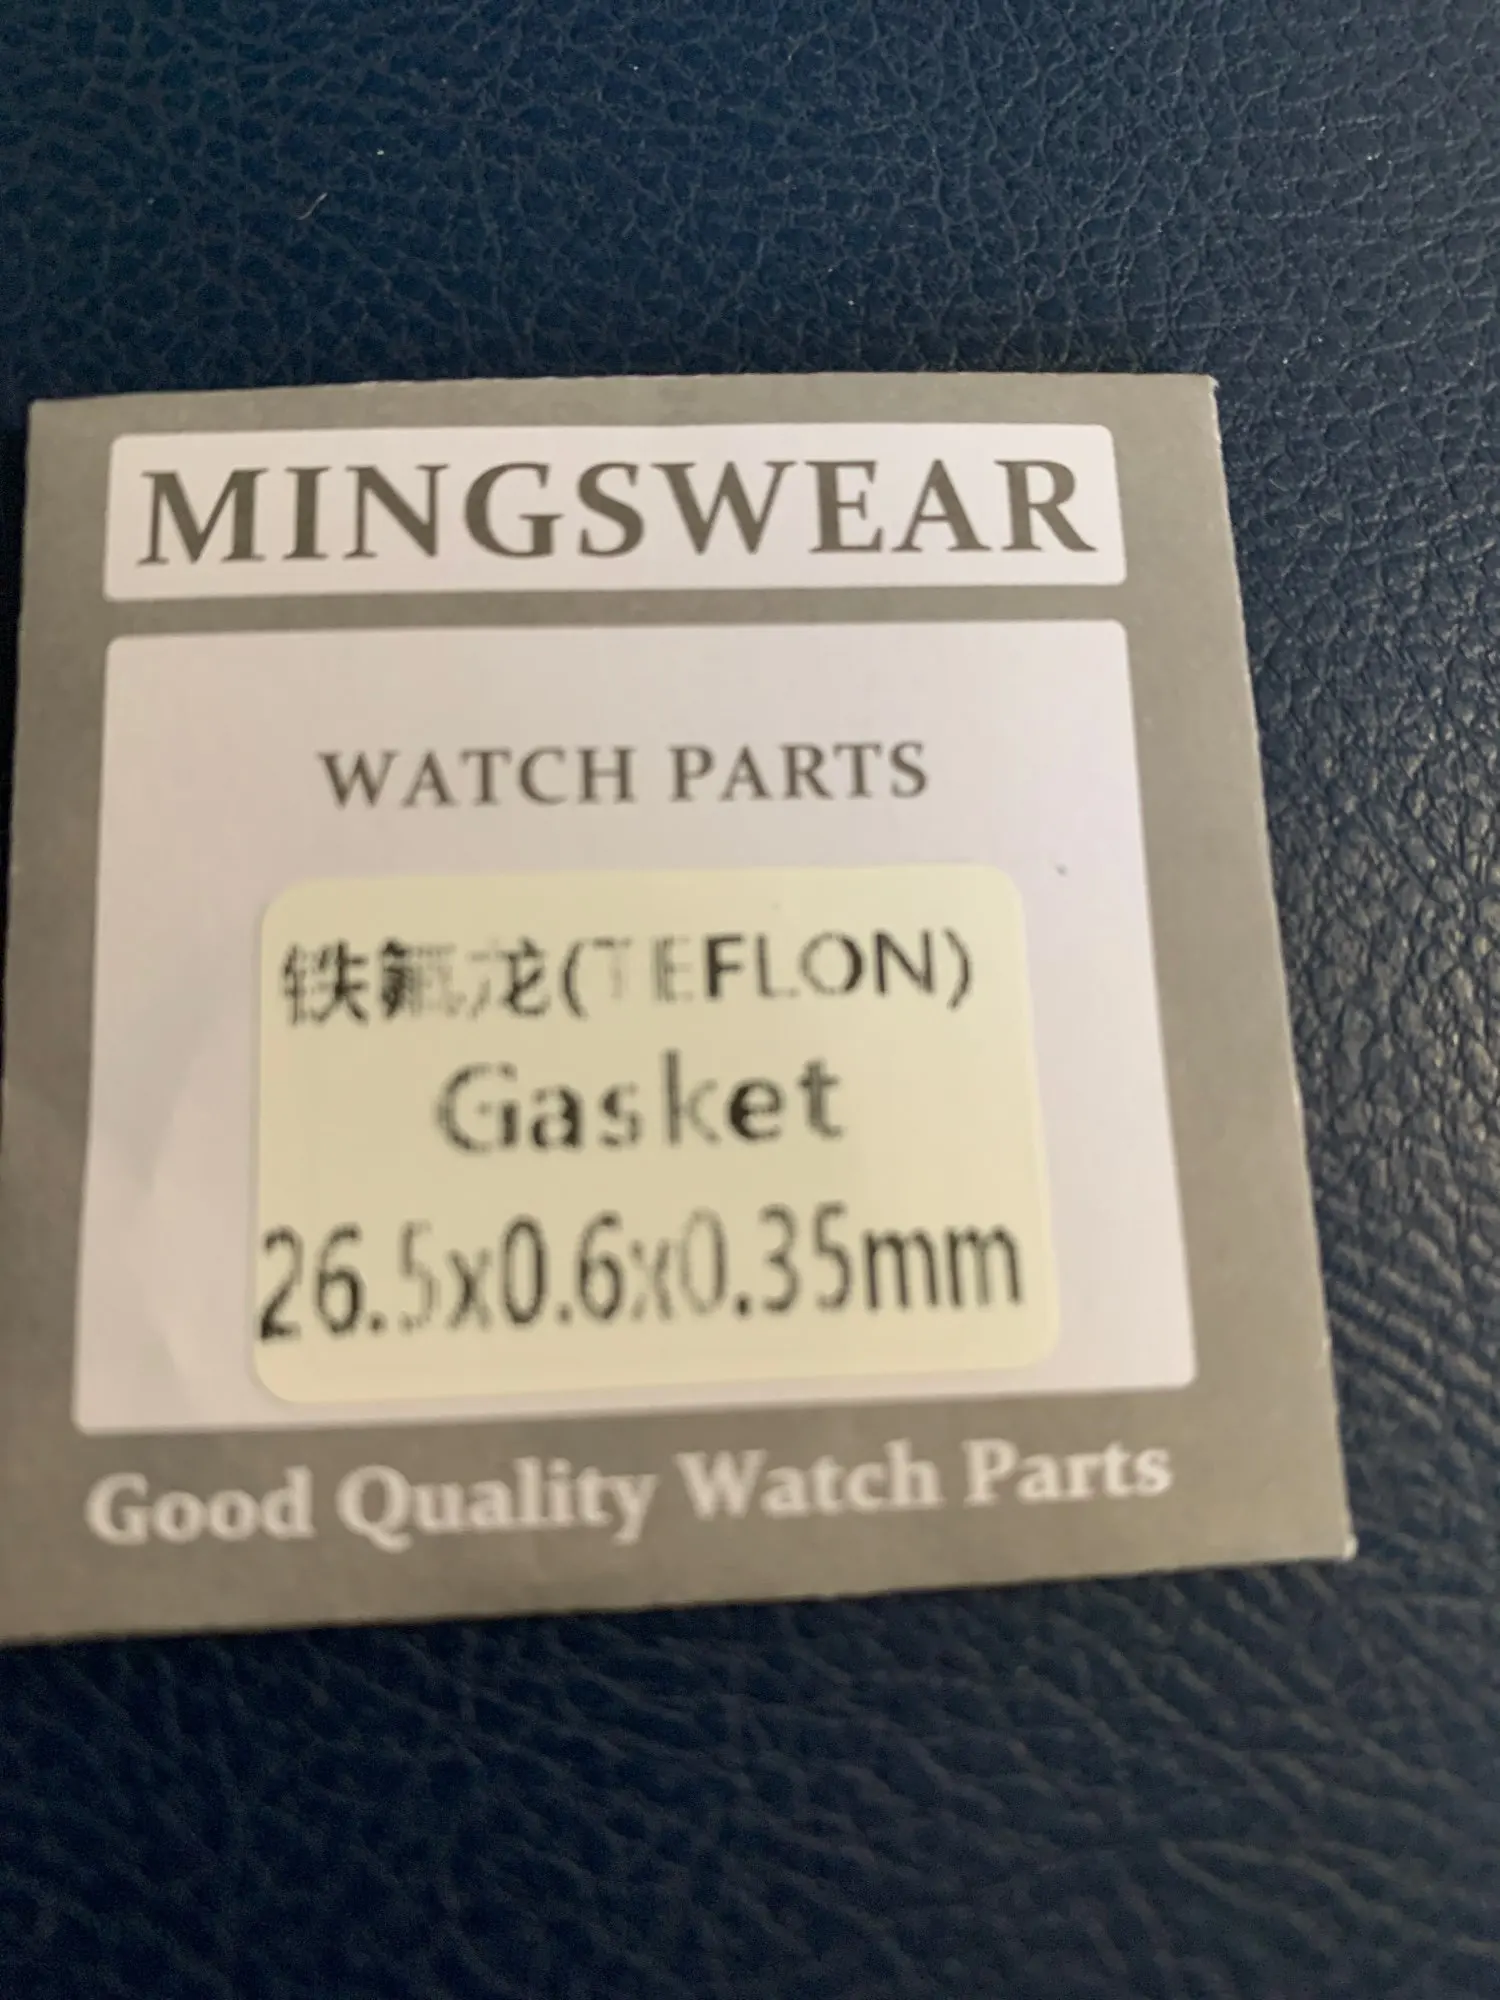 MINGSWEAR
WATCH PARTS
铁氟龙(TEFLON)
Gasket
26.5x0.6x0.35mm
Good Quality Watch Parts